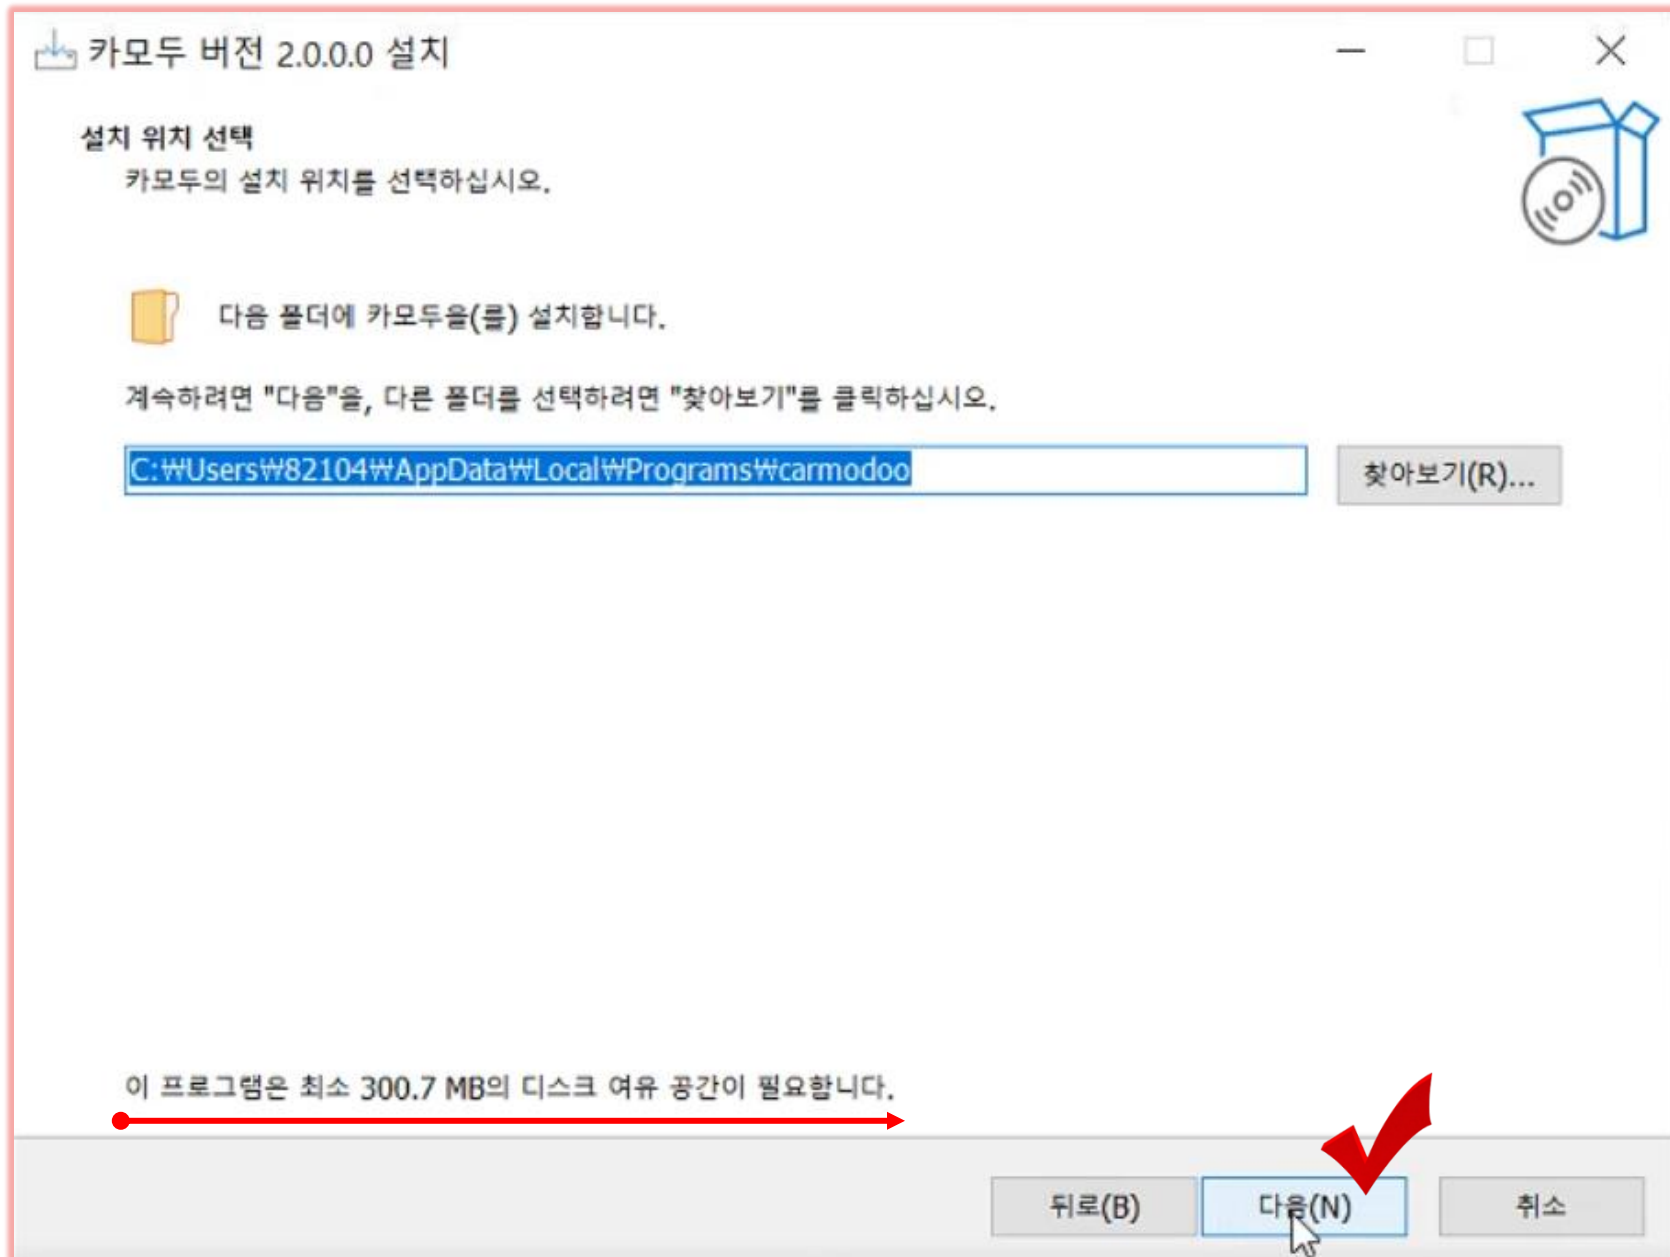 카모두 버전 2.0.0.0 설치
설치 위치 선택
카모두의 설치 위치를 선택하십시오.
다음 폴더에 카모두을(를) 설치합니다.
계속하려면 "다음"을, 다른 폴더를 선택하려면 "찾아보기"를 클릭하십시오.
C:₩Users₩82104₩AppData₩Local₩Programs₩carmodoo
찾아보기(R)...
이 프로그램은 최소 300.7 MB의 디스크 여유 공간이 필요합니다.
뒤로(B)
다음(N)
취소